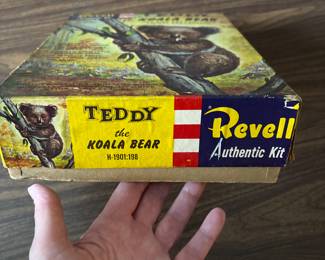 KOALA BEAR
TEDDY
the
KOALA BEAR
H-1901:198
Revell
Authentic Kit